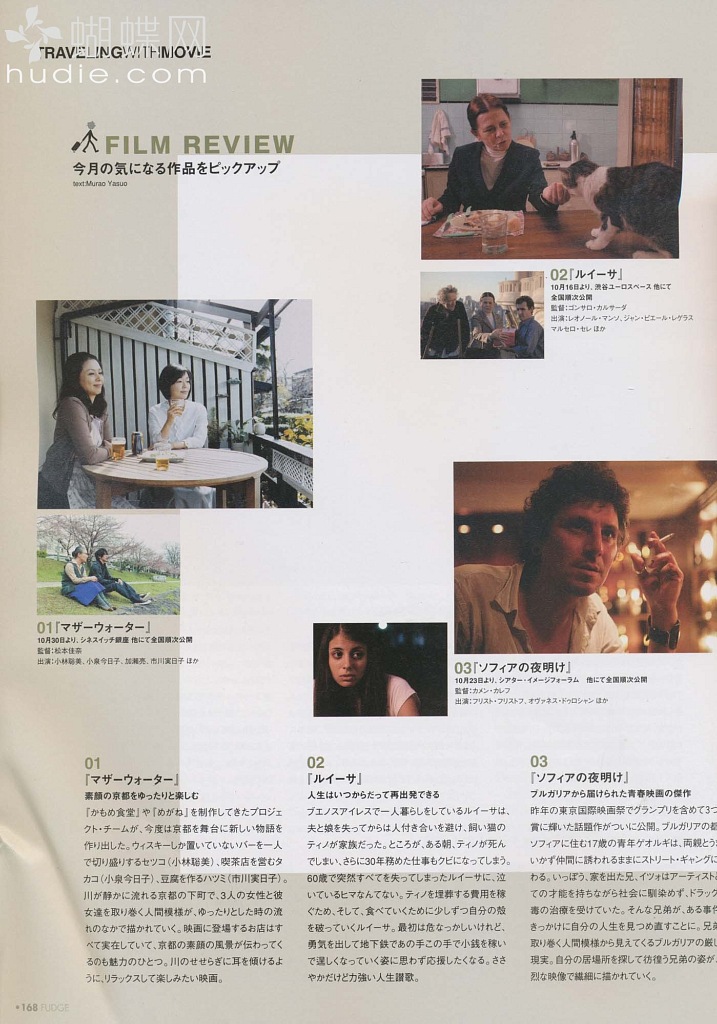 蝴蝶网
TRAVELINGWITHMOVIE
hudie.com
FILM REVIEW
今月の気になる作品をピックアップ
text:Murao Yasuo
02『ルイーサ』
10月16日より、渋谷ユーロスペース 他にて
全国順次公開
監督:ゴンサロ・カルサーダ
出演:レオノール・マンソ、ジャン・ピエール・レゲラス
マルセロ・セレ ほか
01『マザーウォーター』
10月30日より、シネスイッチ銀座 他にて全国順次公開
監督:松本佳奈
出演:小林聡美、小泉今日子、加瀬亮、市川実日子 ほか
03『ソフィアの夜明け』
10月23日より、シアター・イメージフォーラム 他にて全国順次公開
監督:カメン・カレフ
出演:フリスト・フリストフ、オヴァネス・ドゥロシャン ほか
01
『マザーウォーター』
素顔の京都をゆったりと楽しむ
『かもめ食堂』や『めがね』を制作してきたプロジェ
クト・チームが、今度は京都を舞台に新しい物語を
作り出した。ウィスキーしか置いていないバーを一人
で切り盛りするセツコ(小林聡美)、喫茶店を営むタ
カコ(小泉今日子)、豆腐を作るハツミ(市川実日子)。
川が静かに流れる京都の下町で、3人の女性と彼
女達を取り巻く人間模様が、ゆったりとした時の流
れのなかで描かれていく。映画に登場するお店はす
べて実在していて、京都の素顔の風景が伝わってく
るのも魅力のひとつ。川のせせらぎに耳を傾けるよ
うに、リラックスして楽しみたい映画。
02
『ルイーサ』
人生はいつからだって再出発できる
ブエノスアイレスで一人暮らしをしているルイーサは、
夫と娘を失ってからは人付き合いを避け、飼い猫の
ティノが家族だった。ところが、ある朝、ティノが死ん
でしまい、さらに30年務めた仕事もクビになってしまう。
60歳で突然すべてを失ってしまったルイーサに、泣
いているヒマなんてない。ティノを埋葬する費用を稼
ぐため、そして、食べていくために少しずつ自分の殻
を破っていくルイーサ。最初は危なっかしいけれど、
勇気を出して地下鉄であの手この手で小銭を稼い
で逞しくなっていく姿に思わず応援したくなる。ささ
やかだけど力強い人生讃歌。
03
『ソフィアの夜明け』
ブルガリアから届けられた青春映画の傑作
昨年の東京国際映画祭でグランプリを含めて3つ
賞に輝いた話題作がついに公開。ブルガリアの都
ソフィアに住む17歳の青年ゲオルギは、両親とう
いかず仲間に誘われるままにストリート・ギャングに
わる。いっぽう、家を出た兄、イツォはアーティスト
ての才能を持ちながら社会に馴染めず、ドラック
毒の治療を受けていた。そんな兄弟が、ある事件
きっかけに自分の人生を見つめ直すことに。兄弟
取り巻く人間模様から見えてくるブルガリアの厳し
現実。自分の居場所を探して彷徨う兄弟の姿が、
烈な映像で繊細に描かれていく。
•168 FUDGE